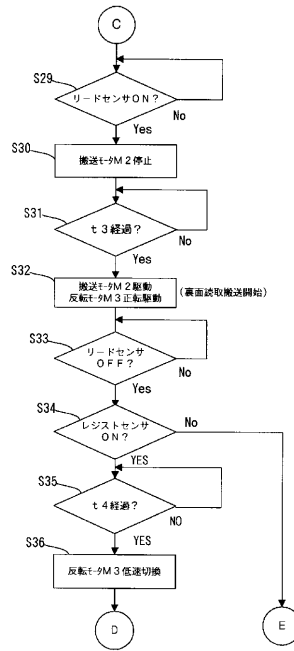 C
S29
リードセンサON?
No
Yes
S30
搬送モータM2停止
S31
t3経過?
No
Yes
S32
搬送モータM2駆動
反転モータM3正転駆動
(裏面読取搬送開始)
S33
リードセンサ
OFF?
No
Yes
S34
レジストセンサ
ON?
No
YES
S35
t4経過?
NO
YES
S36
反転モータM3低速切換
D
E